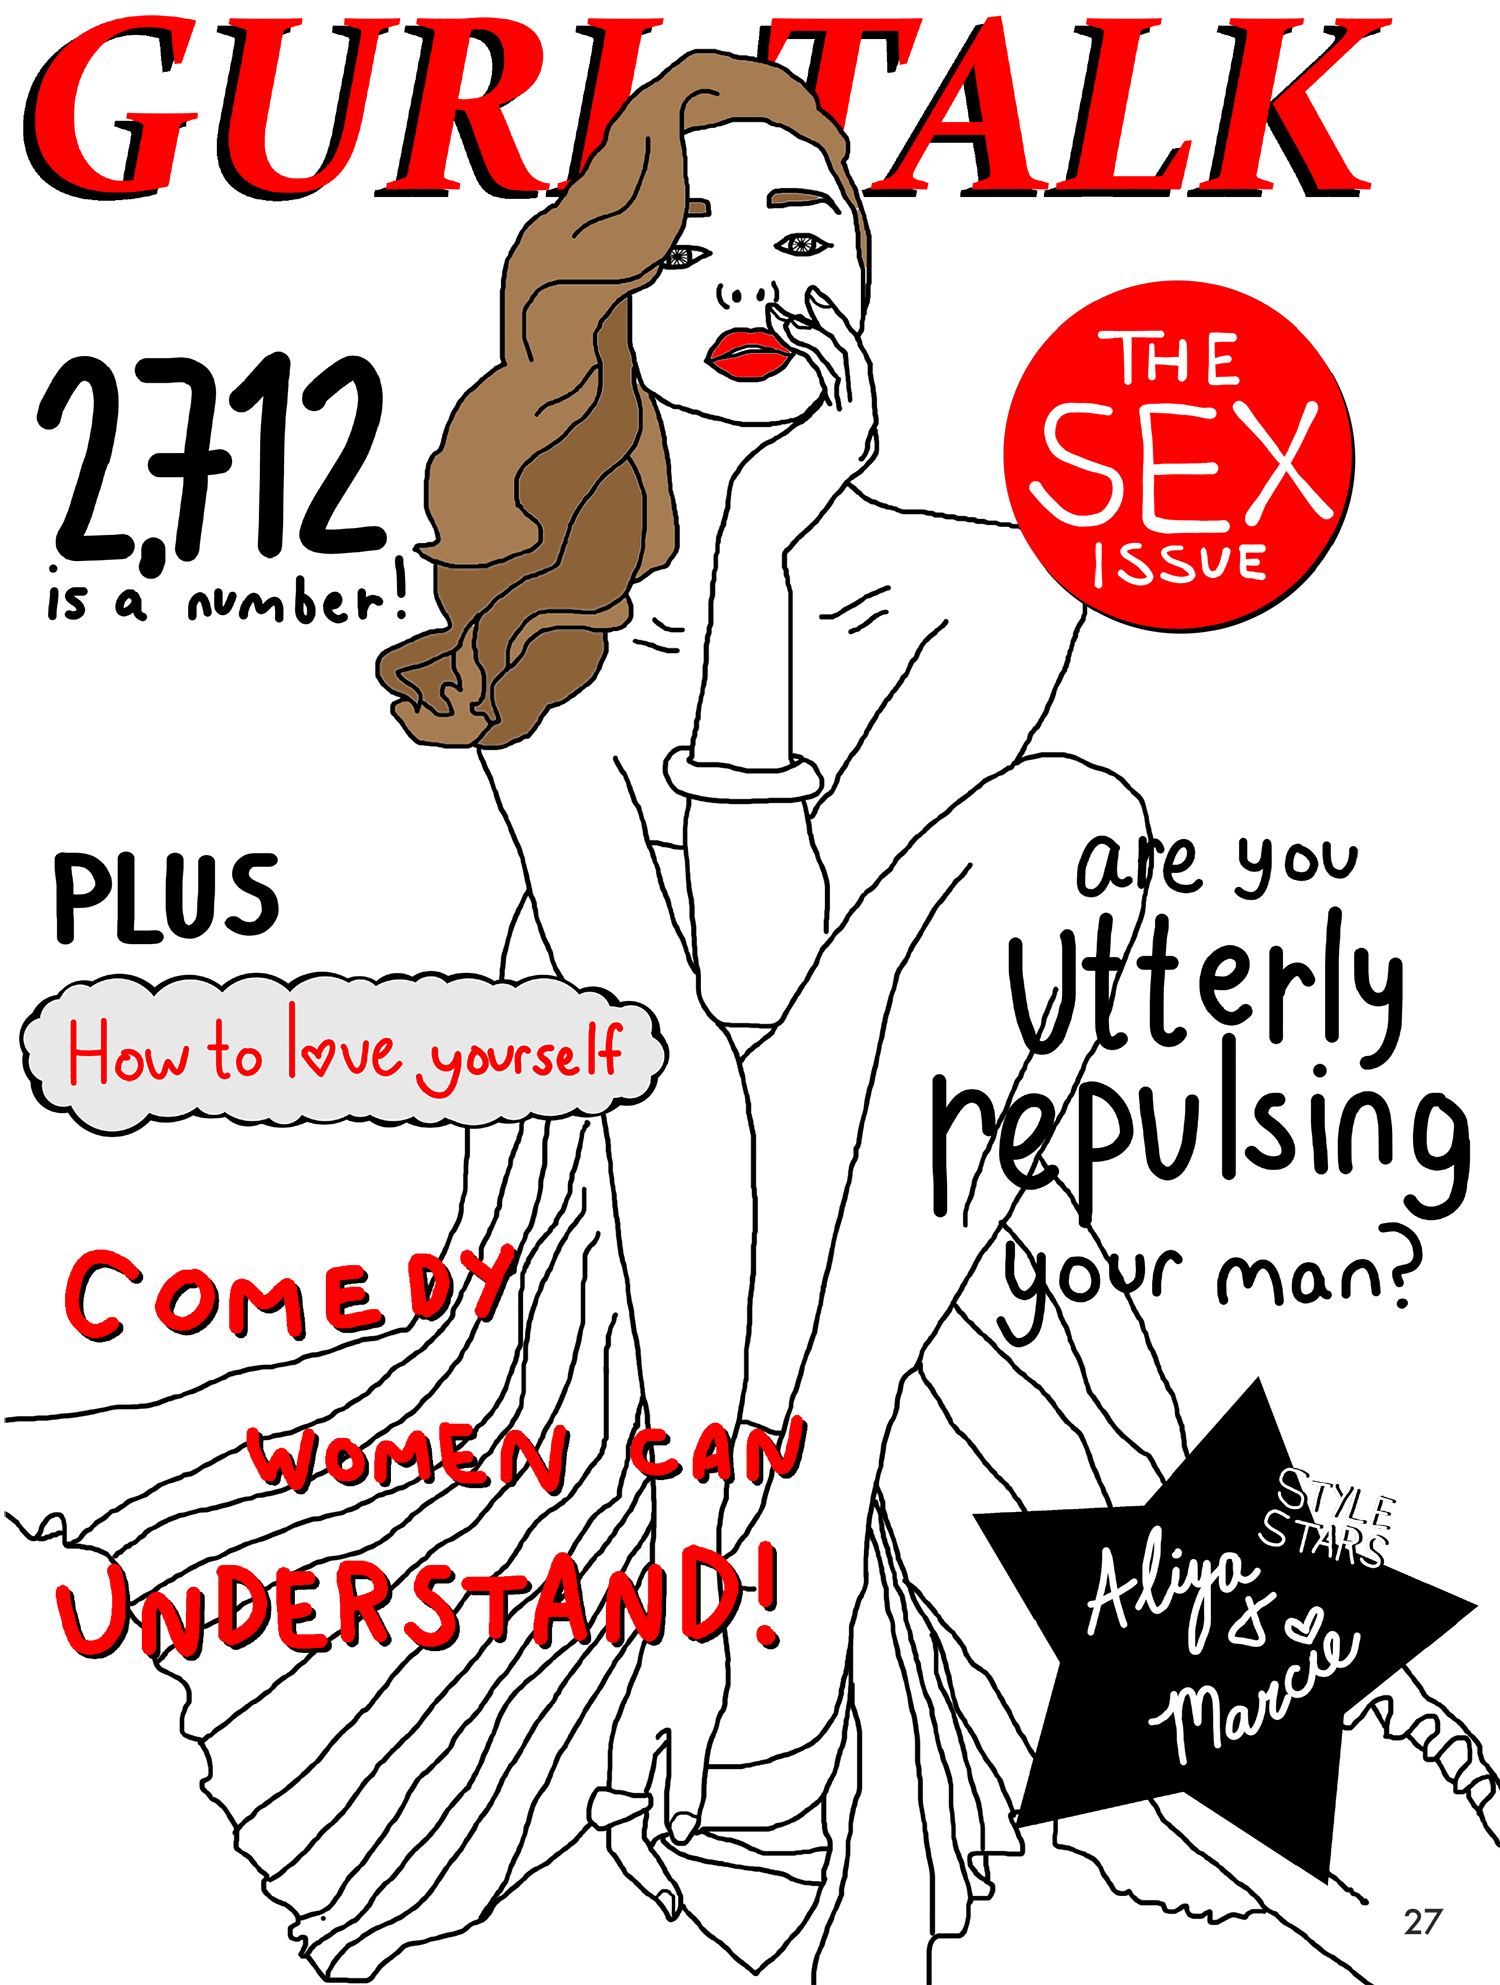 GURL TALK
2,712
is a number!
THE
SEX
ISSUE
PLUS
How to love yourself
are you
utterly
repulsing
your man?
COMEDY
WOMEN CAN
UNDERSTAND!
STYLE
STARS
Aliya
&
Marcie
27